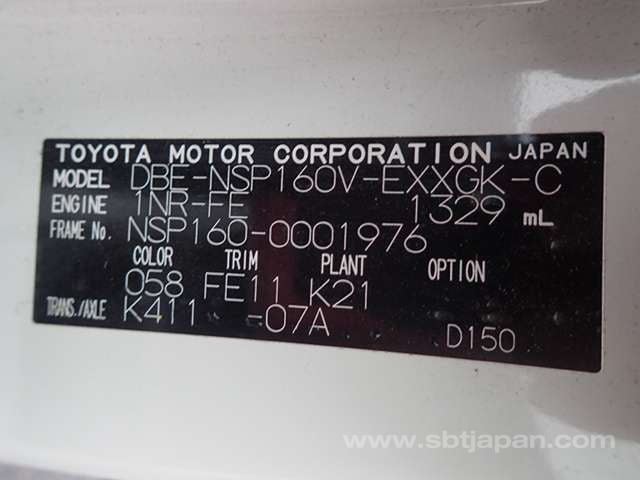 TOYOTA MOTOR CORPORATION JAPAN
MODEL DBE-NSP160V-EXXGK-C
ENGINE 1NR-FE 1329 mL
FRAME No. NSP160-0001976
COLOR TRIM PLANT OPTION
058 FE11 K21
TRANS./AXLE K411 -07A
D150
www.sbtjapan.com